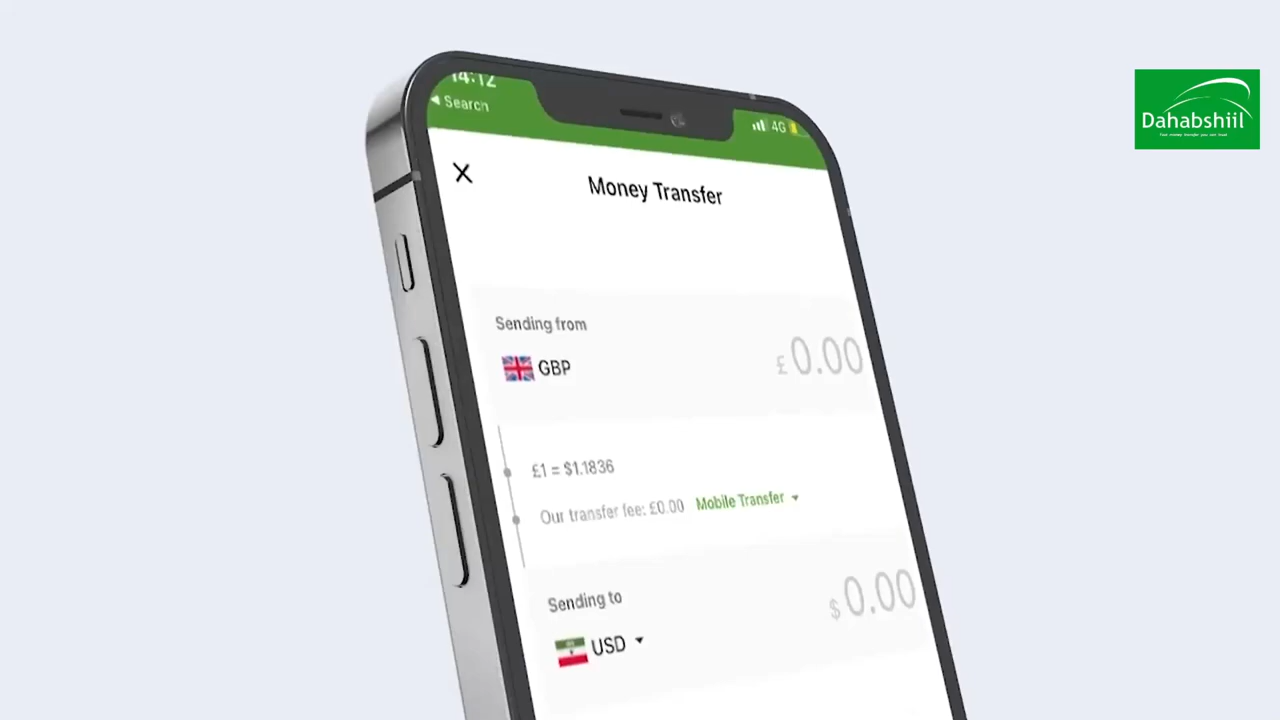 14:12
Search
4G
Dahabshiil
Money Transfer
Sending from
GBP
£0.00
£1 = $1.1836
Our transfer fee: £0.00 Mobile Transfer
Sending to
USD
$0.00